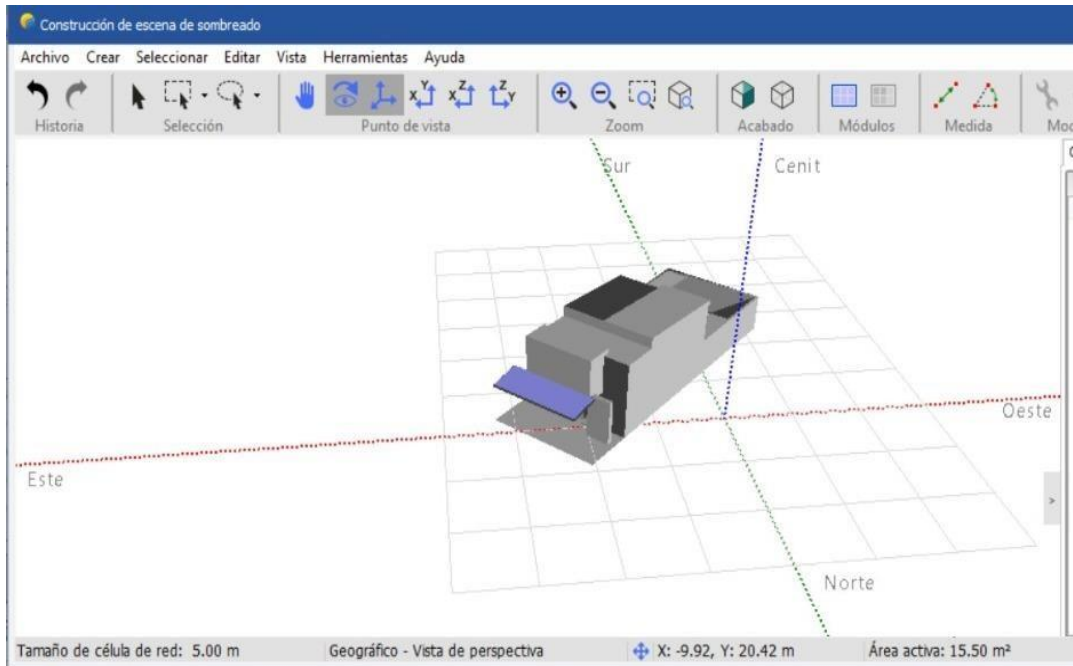 Construcción de escena de sombreado
Archivo Crear Seleccionar Editar Vista Herramientas Ayuda
Historia Selección Punto de vista Zoom Acabado Módulos Medida
Sur Cenit
Oeste
Este
Norte
Tamaño de célula de red: 5.00 m Geográfico - Vista de perspectiva X: -9.92, Y: 20.42 m Área activa: 15.50 m²